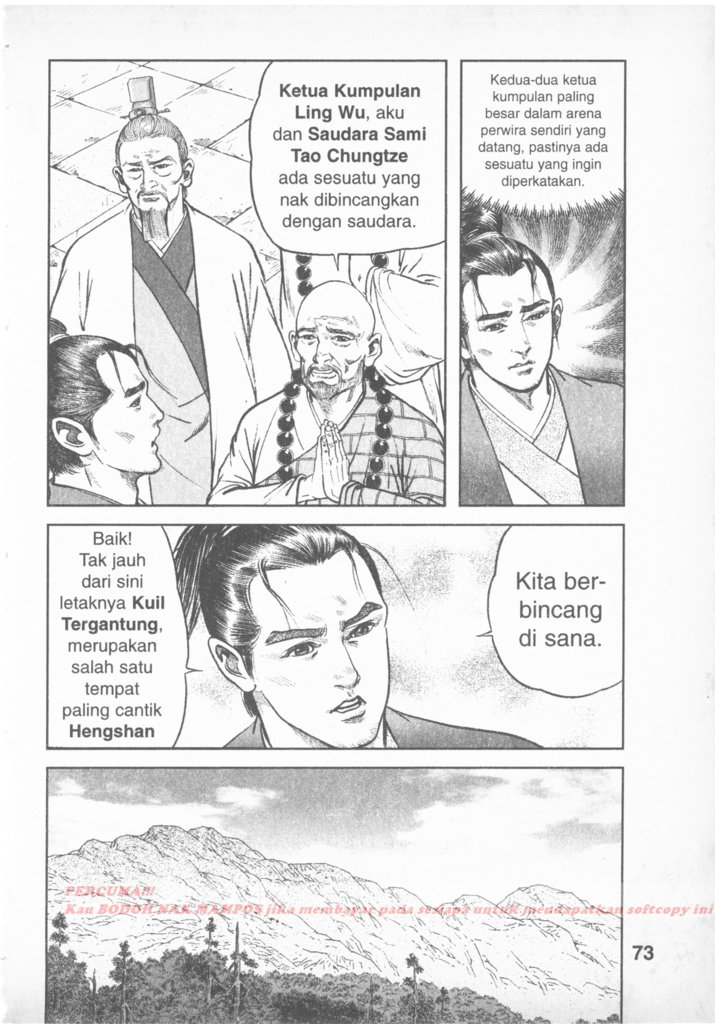 Ketua Kumpulan
Ling Wu, aku
dan Saudara Sami
Tao Chungtze
ada sesuatu yang
nak dibincangkan
dengan saudara.
Kedua-dua ketua
kumpulan paling
besar dalam arena
perwira sendiri yang
datang, pastinya ada
sesuatu yang ingin
diperkatakan.
Baik!
Tak jauh
dari sini
letaknya Kuil
Tergantung,
merupakan
salah satu
tempat
paling cantik
Hengshan
Kita ber-
bincang
di sana.
PERCUMA!!!
Kau BODOH NAK MAMPOS jika membayar pada sesiapa untuk mendapatkan softcopy ini
73